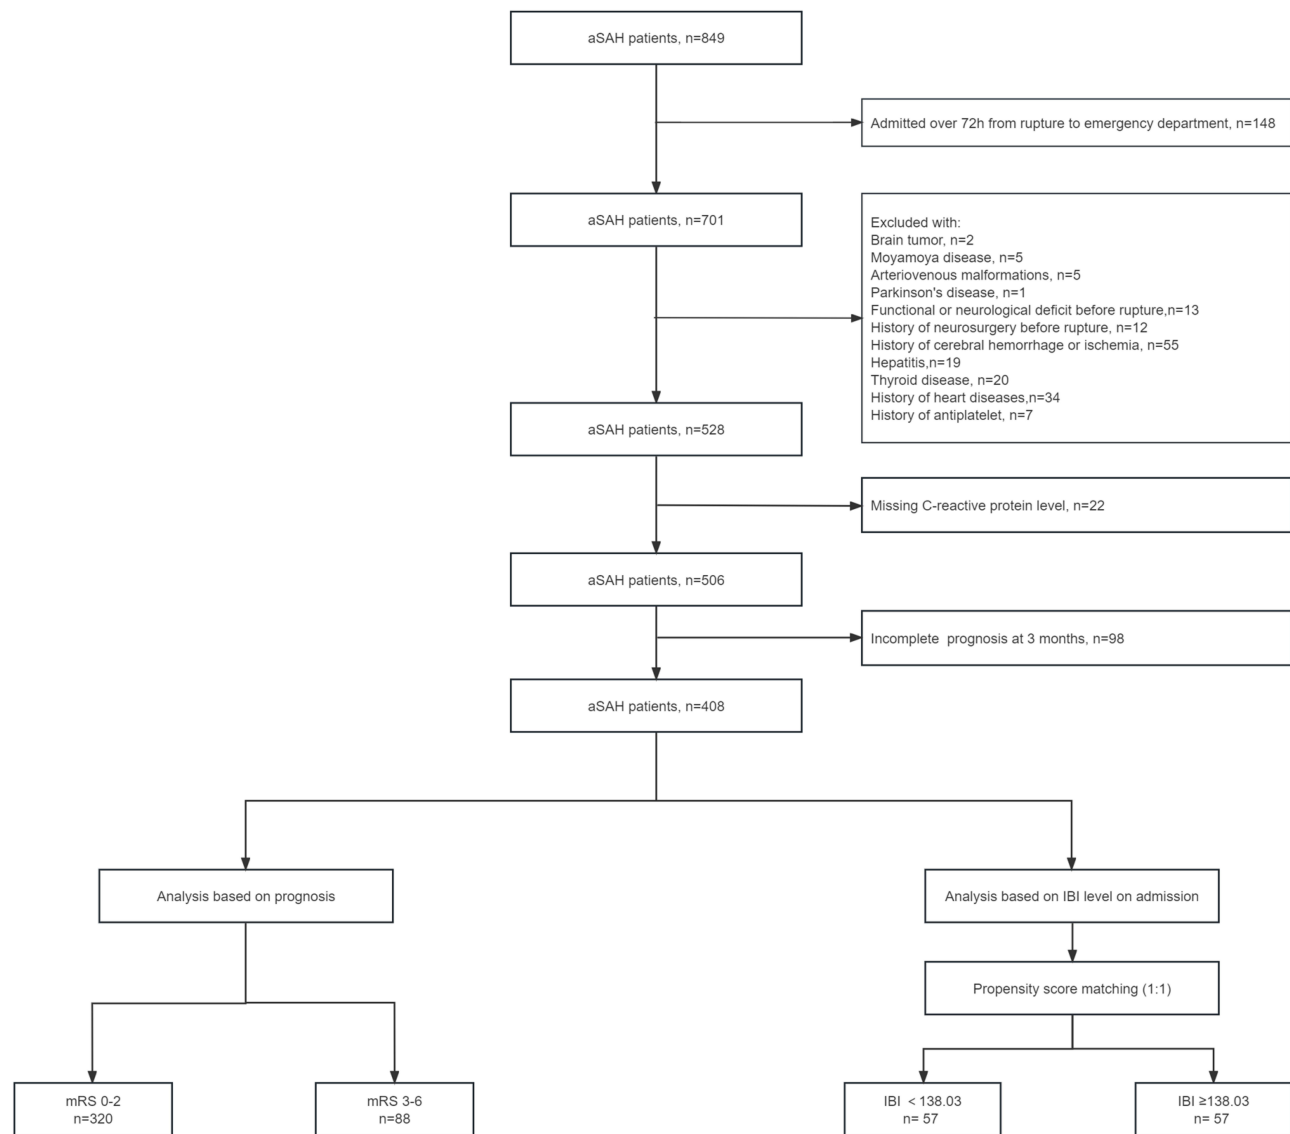 aSAH patients, n=849
Admitted over 72h from rupture to emergency department, n=148
aSAH patients, n=701
Excluded with:
Brain tumor, n=2
Moyamoya disease, n=5
Arteriovenous malformations, n=5
Parkinson's disease, n=1
Functional or neurological deficit before rupture,n=13
History of neurosurgery before rupture, n=12
History of cerebral hemorrhage or ischemia, n=55
Hepatitis,n=19
Thyroid disease, n=20
History of heart diseases,n=34
History of antiplatelet, n=7
aSAH patients, n=528
Missing C-reactive protein level, n=22
aSAH patients, n=506
Incomplete  prognosis at 3 months, n=98
aSAH patients, n=408
Analysis based on prognosis
Analysis based on IBI level on admission
Propensity score matching (1:1)
mRS 0-2
n=320
mRS 3-6
n=88
IBI  < 138.03
n= 57
IBI ≥138.03
n= 57